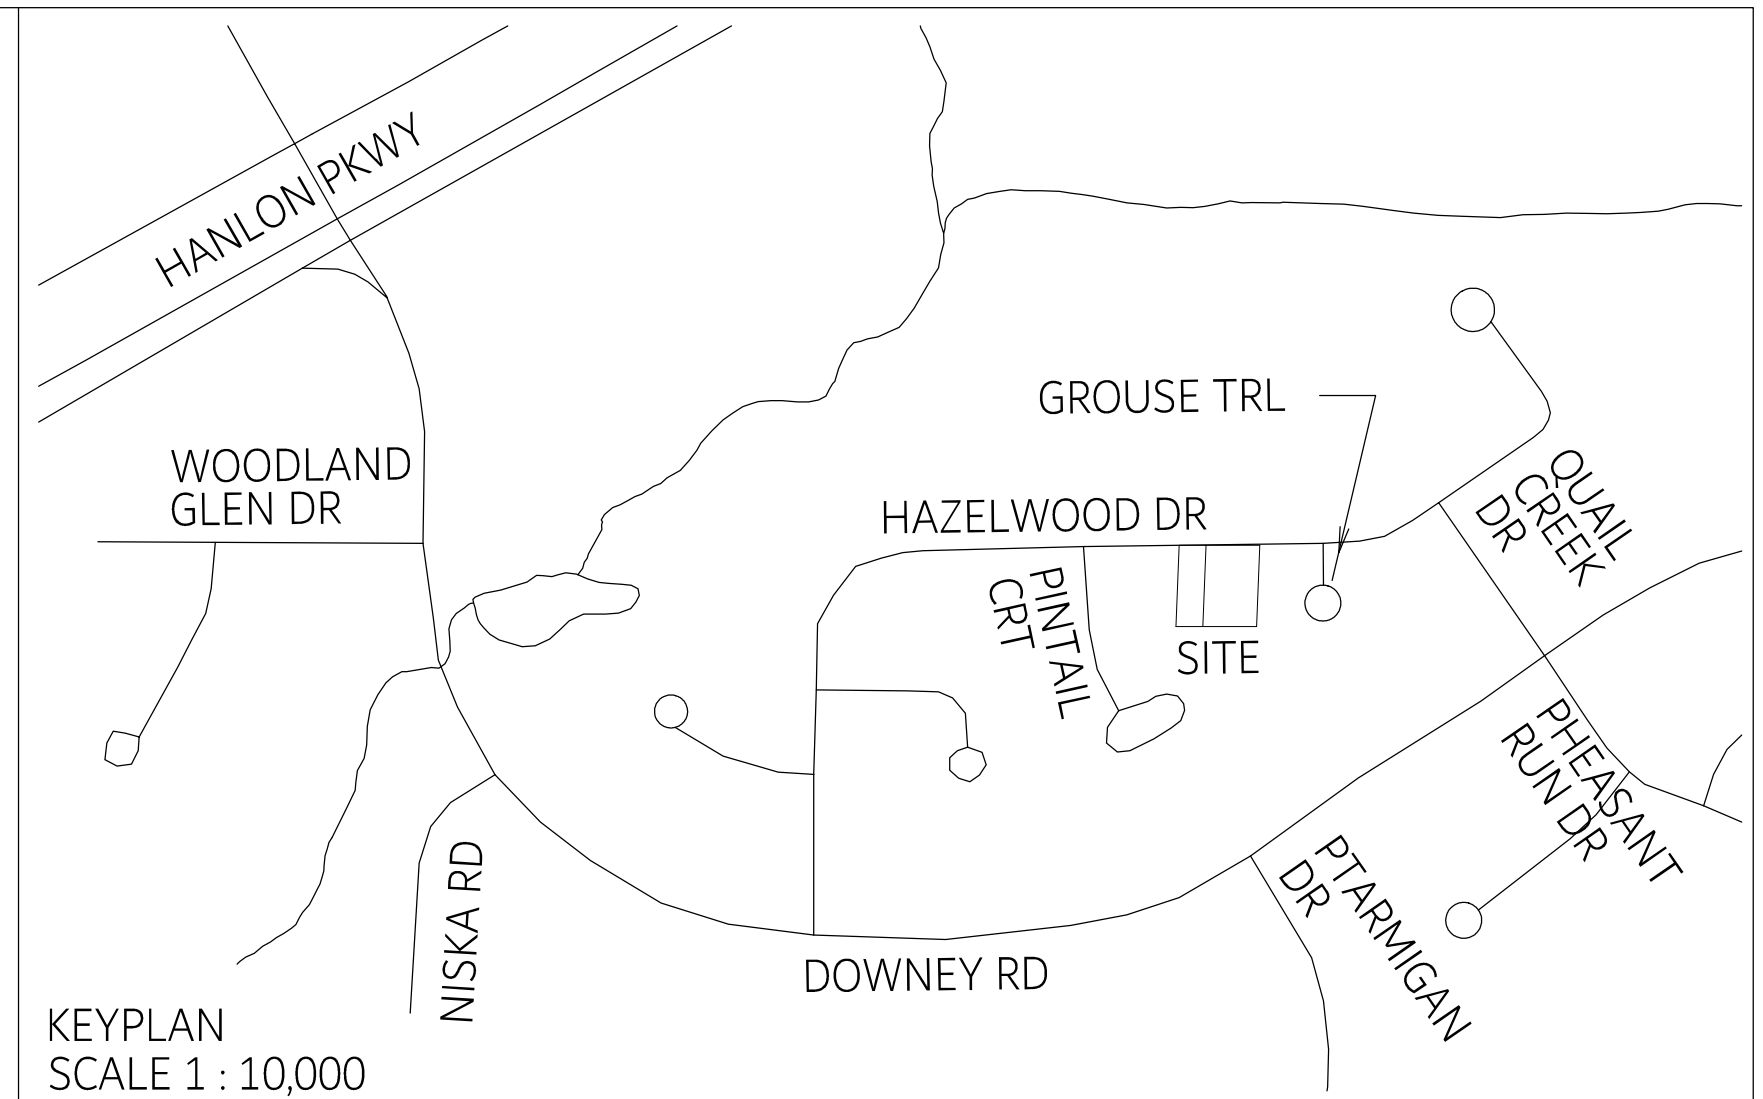 HANLON PKWY
GROUSE TRL
WOODLAND
GLEN DR
HAZELWOOD DR
QUAIL
CREEK
DR
PINTAIL
CRT
SITE
PHEASANT
RUN DR
PTARMIGAN
DR
NISKA RD
DOWNEY RD
KEYPLAN
SCALE 1 : 10,000